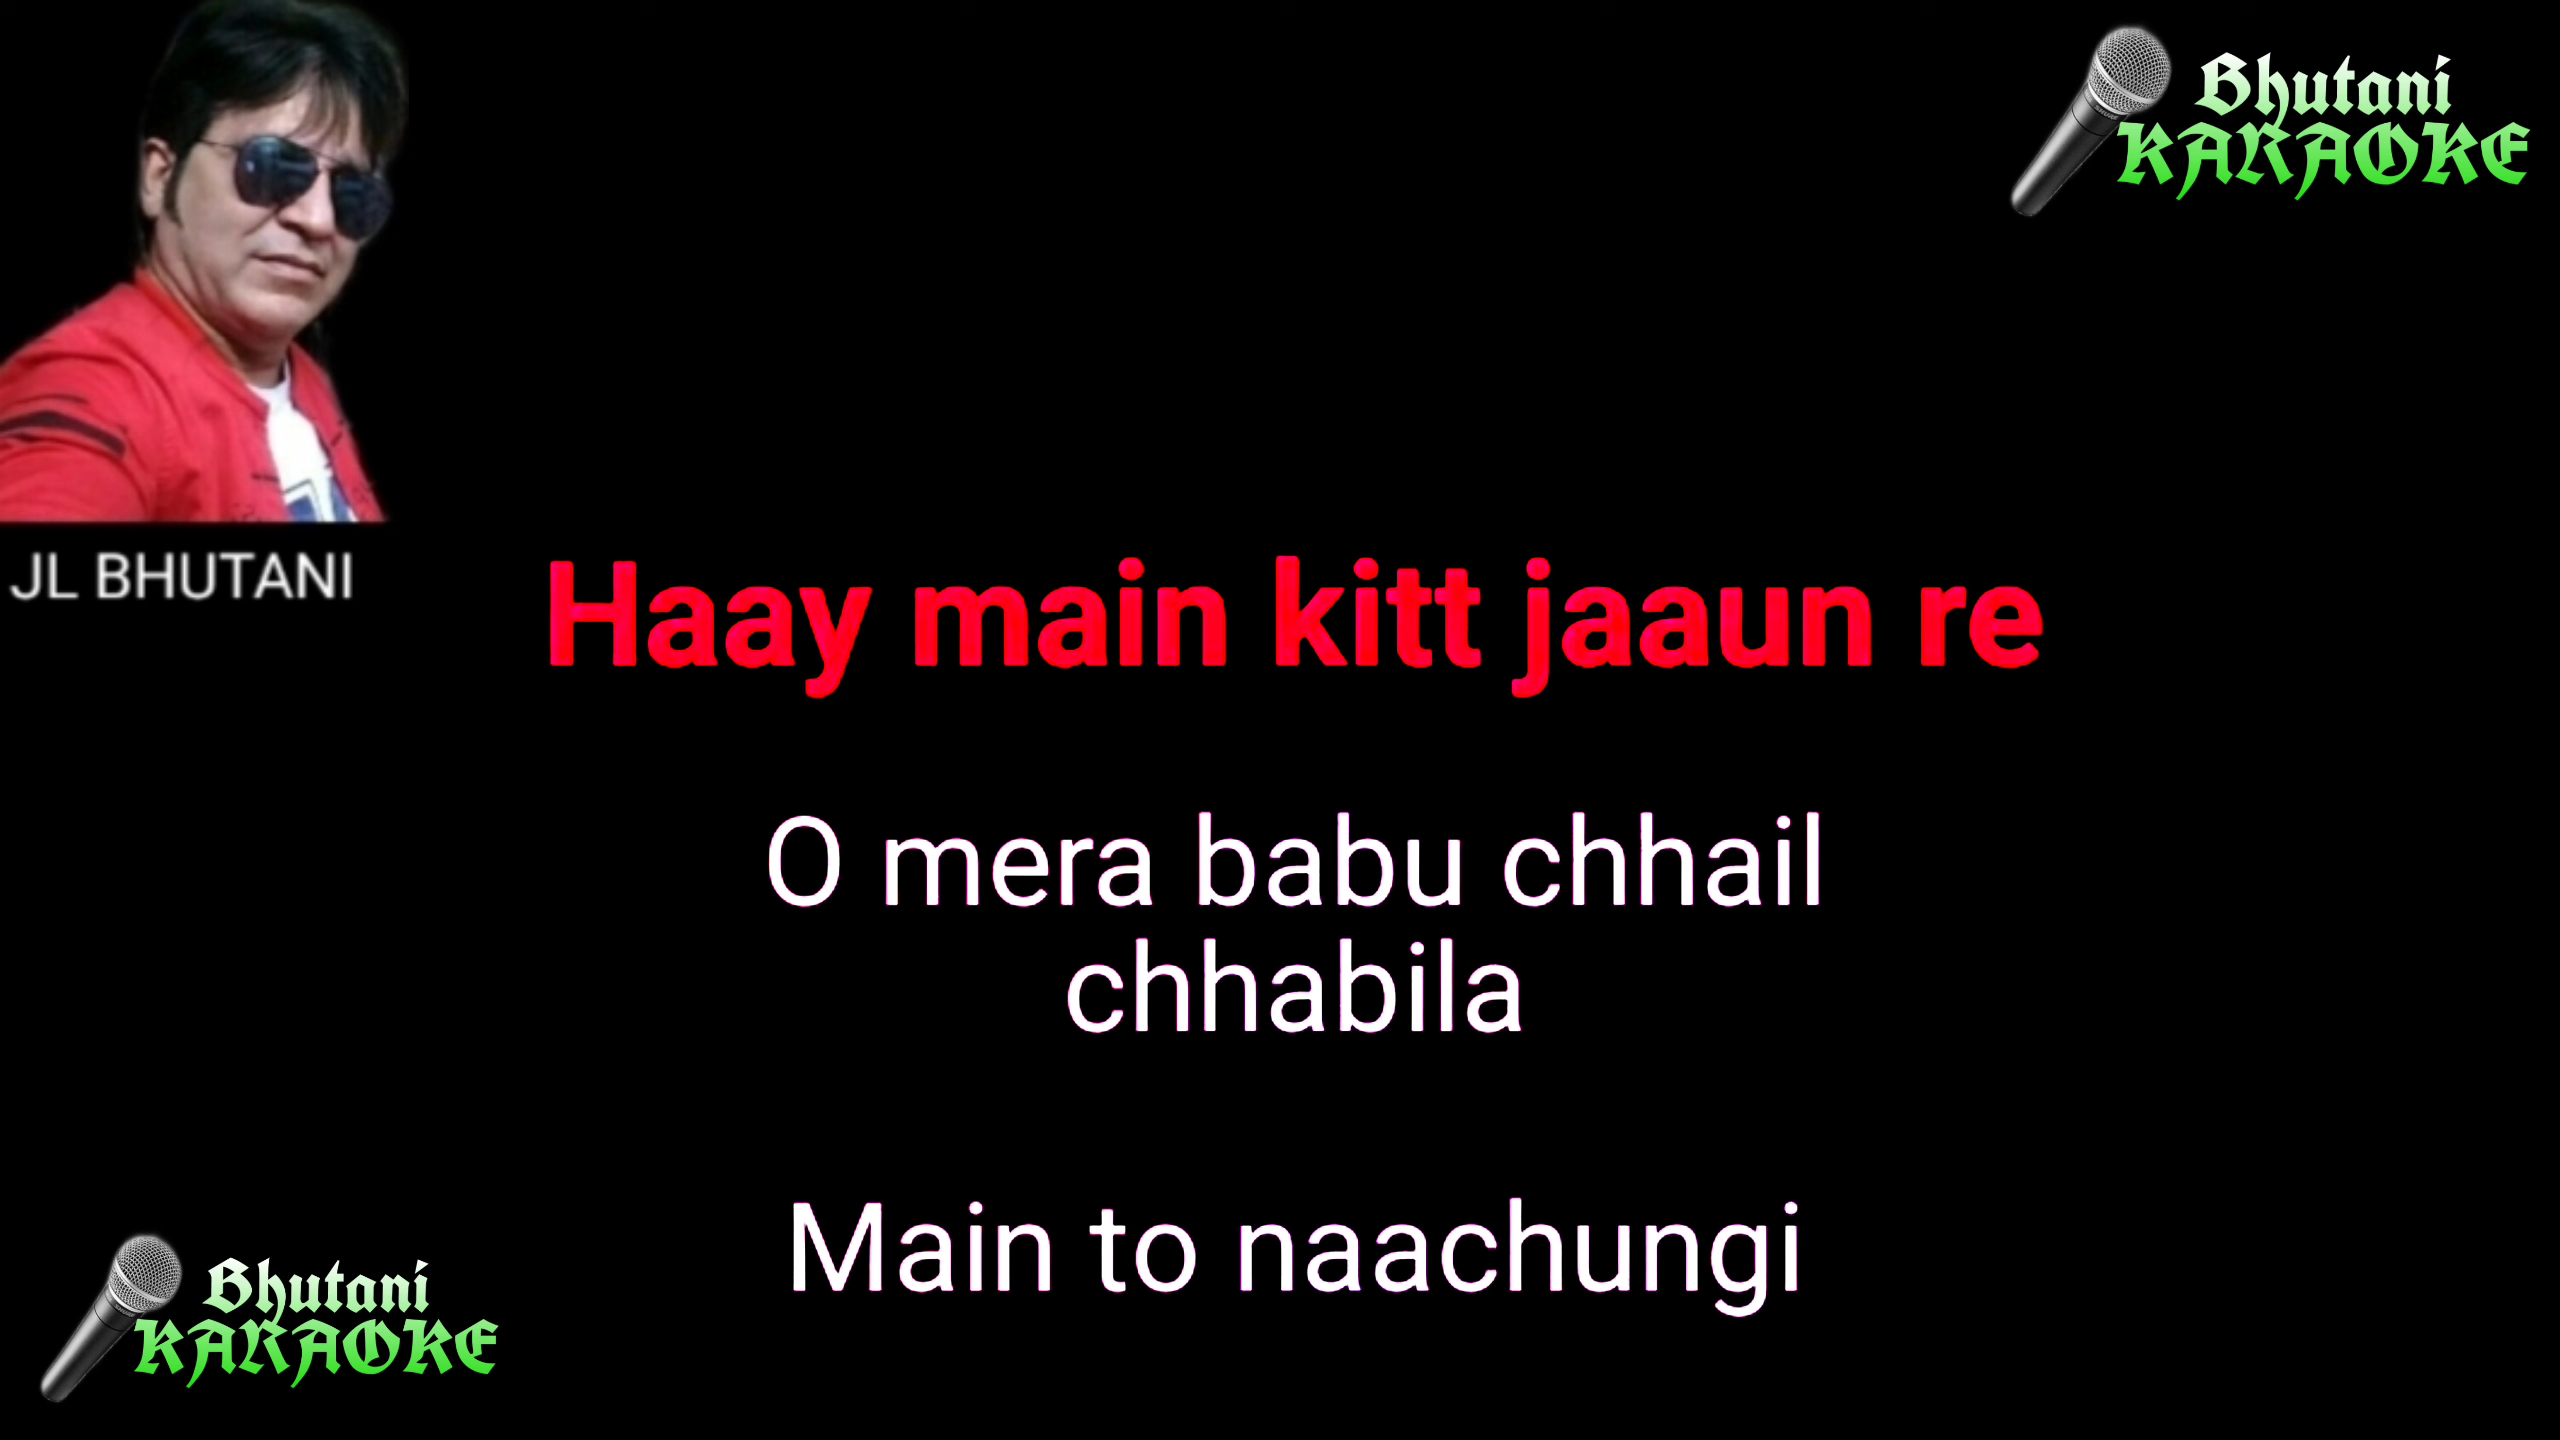 Bhutani
KARAOKE
JL BHUTANI
Haay main kitt jaaun re
O mera babu chhail
chhabila
Main to naachungi
Bhutani
KARAOKE